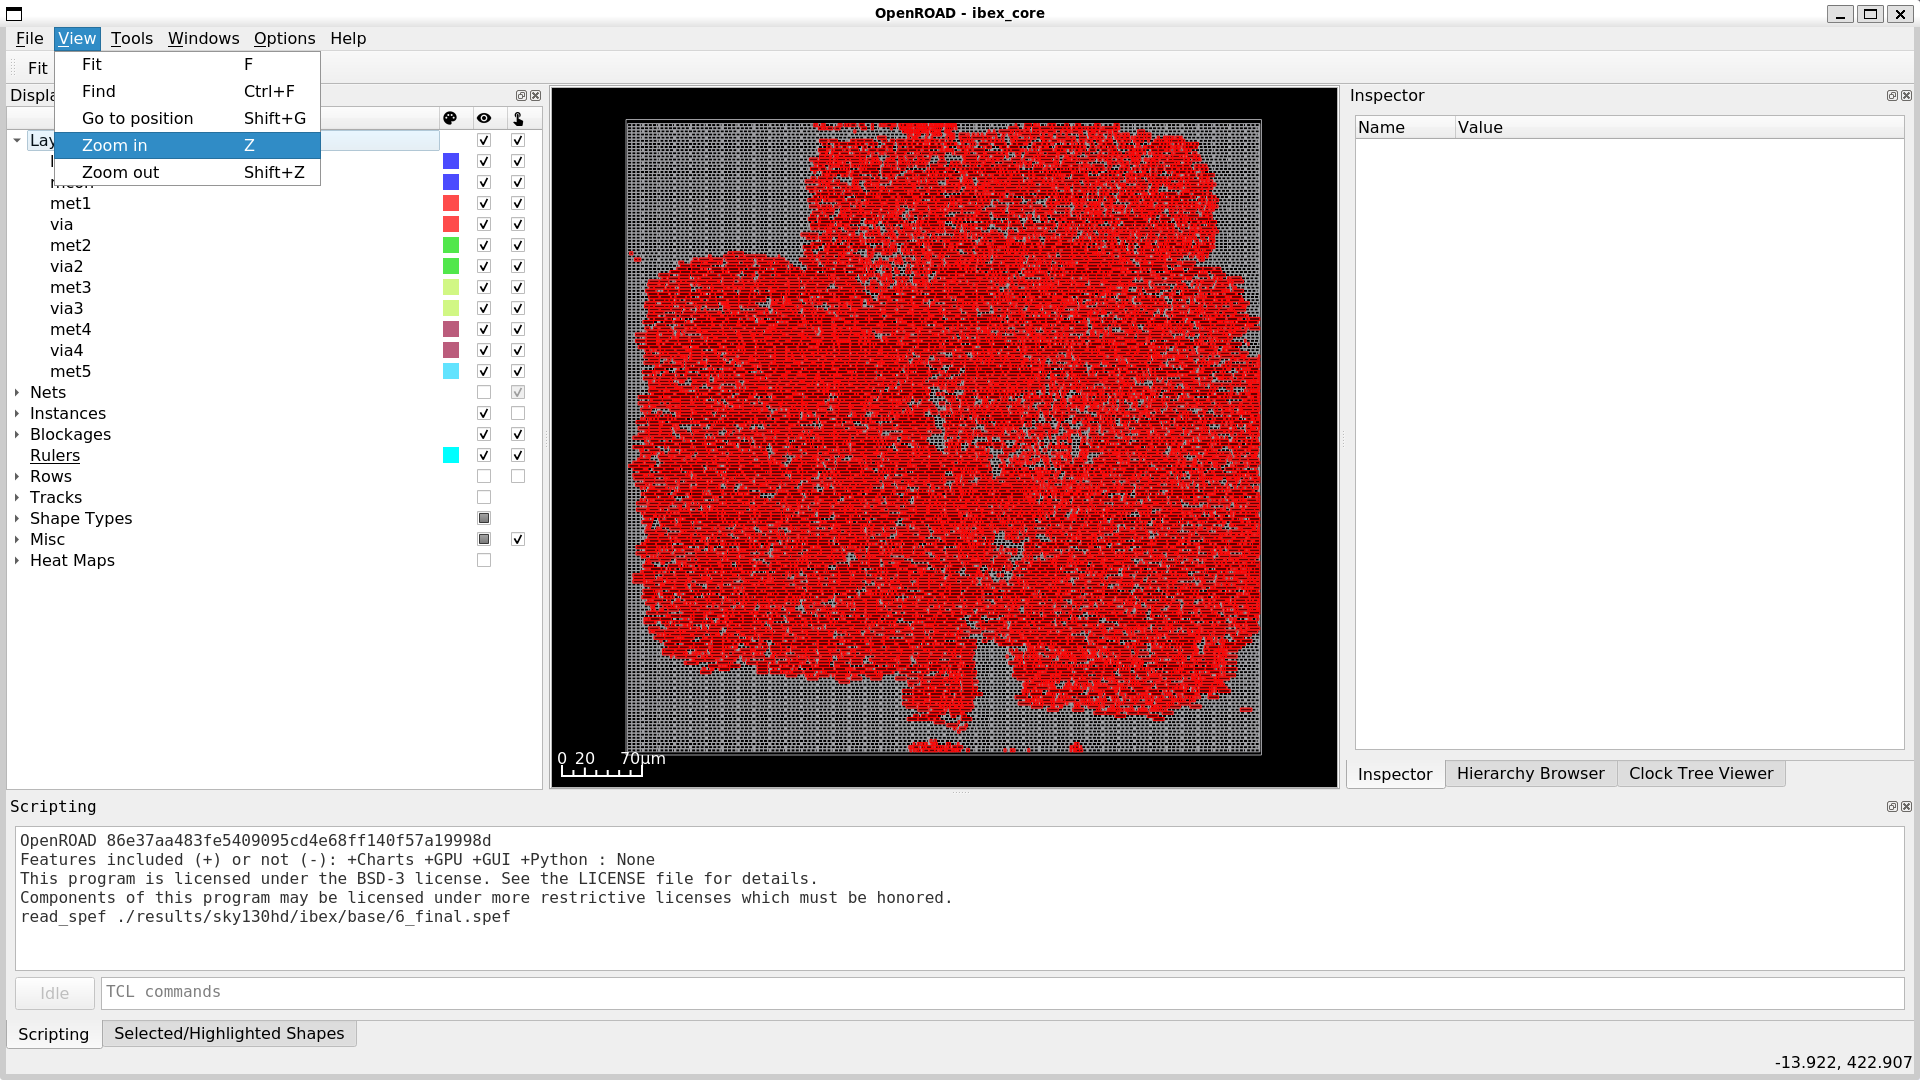 OpenROAD - ibex_core
File View Tools Windows Options Help
Fit
Fit F
Find Ctrl+F
Go to position Shift+G
Zoom in Z
Zoom out Shift+Z
met1
via
met2
via2
met3
via3
met4
via4
met5
Nets
Instances
Blockages
Rulers
Rows
Tracks
Shape Types
Misc
Heat Maps
0 20 70μm
Inspector
Name Value
Inspector Hierarchy Browser Clock Tree Viewer
Scripting
OpenROAD 86e37aa483fe5409095cd4e68ff140f57a19998d
Features included (+) or not (-): +Charts +GPU +GUI +Python : None
This program is licensed under the BSD-3 license. See the LICENSE file for details.
Components of this program may be licensed under more restrictive licenses which must be honored.
read_spef ./results/sky130hd/ibex/base/6_final.spef
Idle TCL commands
Scripting Selected/Highlighted Shapes
-13.922, 422.907